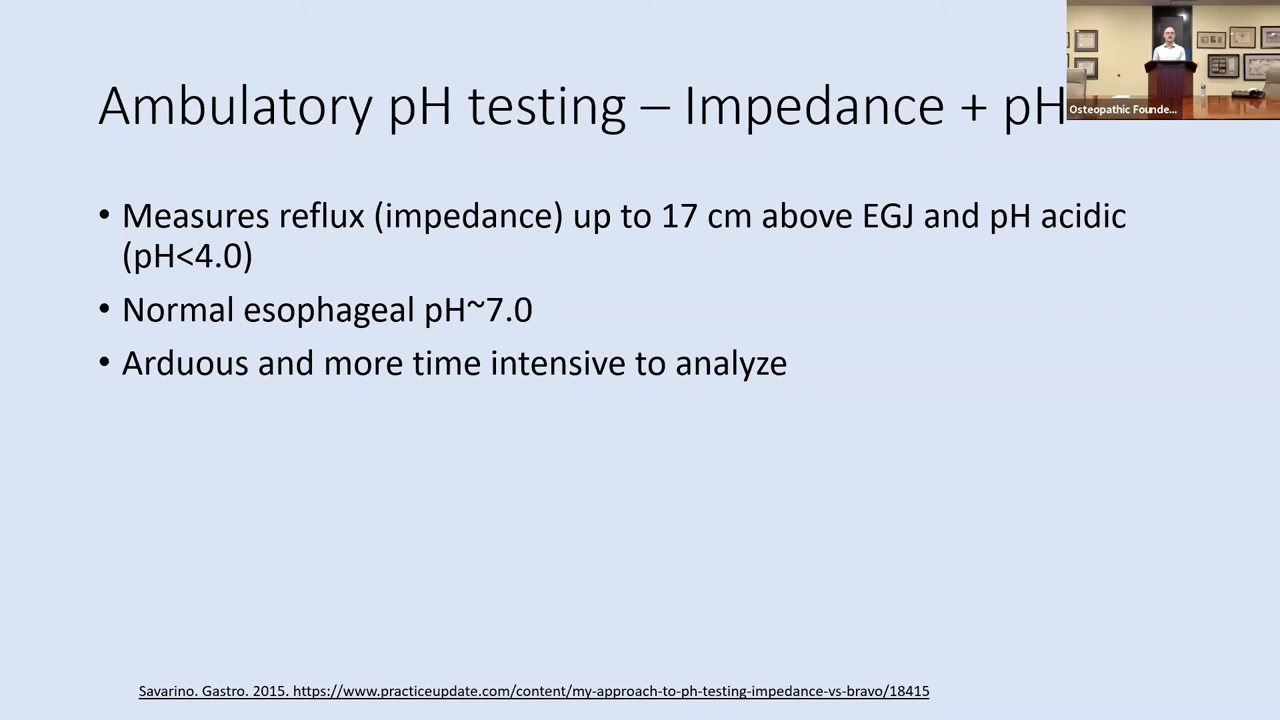 Ambulatory pH testing – Impedance + pH
Osteopathic Founde...
• Measures reflux (impedance) up to 17 cm above EGJ and pH acidic
(pH<4.0)
• Normal esophageal pH~7.0
• Arduous and more time intensive to analyze
Savarino. Gastro. 2015. https://www.practiceupdate.com/content/my-approach-to-ph-testing-impedance-vs-bravo/18415